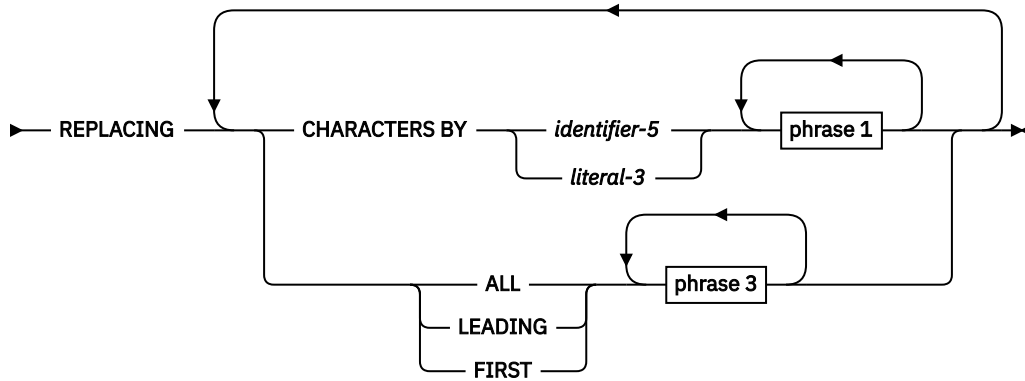 REPLACING CHARACTERS BY identifier-5 phrase 1
literal-3
ALL phrase 3
LEADING
FIRST